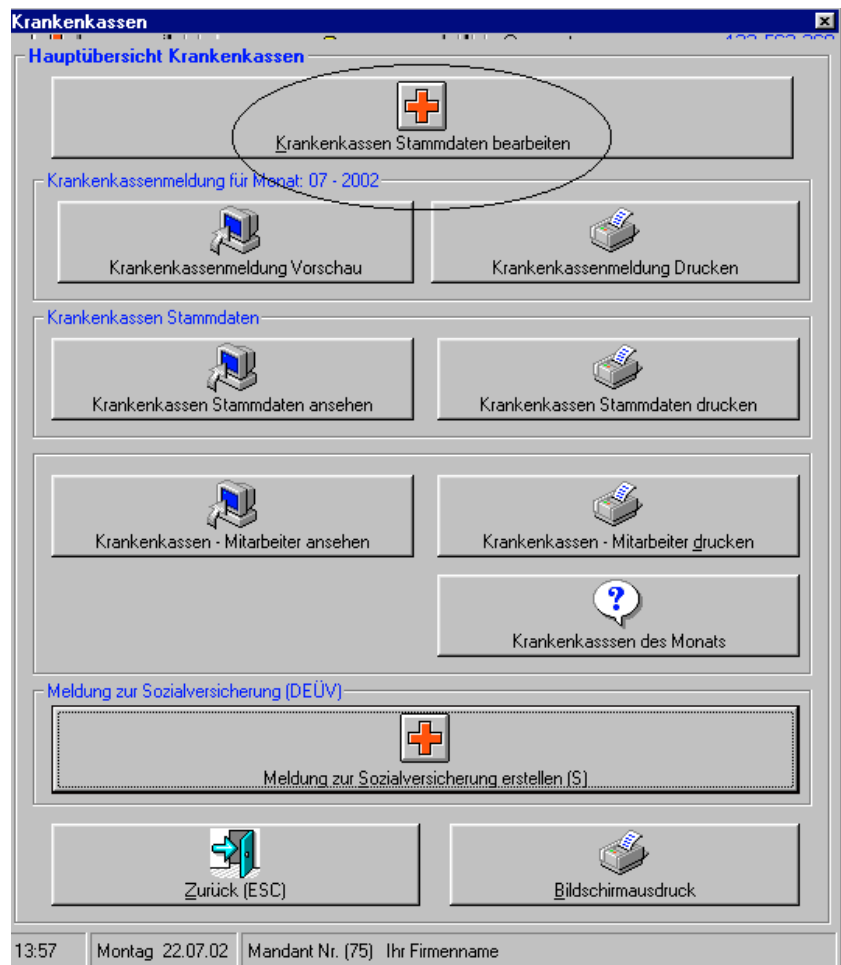 Krankenkassen
Hauptübersicht Krankenkassen
Krankenkassen Stammdaten bearbeiten
Krankenkassenmeldung für Monat: 07 - 2002
Krankenkassenmeldung Vorschau
Krankenkassenmeldung Drucken
Krankenkassen Stammdaten
Krankenkassen Stammdaten ansehen
Krankenkassen Stammdaten drucken
Krankenkassen - Mitarbeiter ansehen
Krankenkassen - Mitarbeiter drucken
Krankenkasssen des Monats
Meldung zur Sozialversicherung (DEÜV)
Meldung zur Sozialversicherung erstellen (S)
Zurück (ESC)
Bildschirmausdruck
13:57 Montag 22.07.02 Mandant Nr. (75) Ihr Firmenname